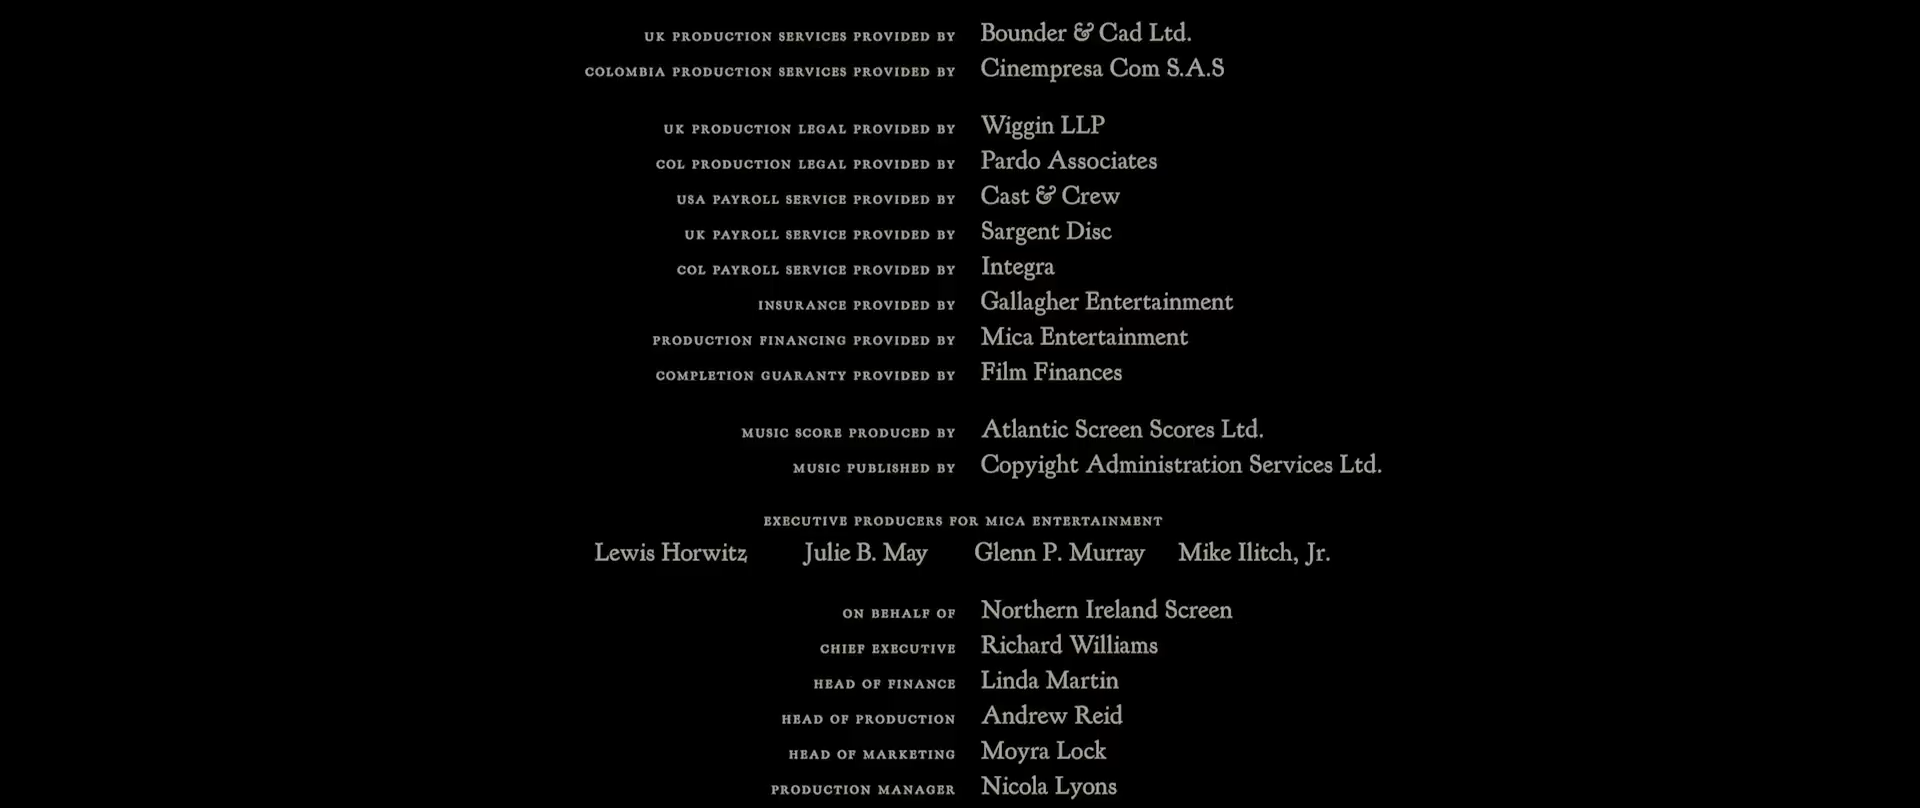 UK PRODUCTION SERVICES PROVIDED BY Bounder & Cad Ltd.
COLOMBIA PRODUCTION SERVICES PROVIDED BY Cinempresa Com S.A.S
UK PRODUCTION LEGAL PROVIDED BY Wiggin LLP
COL PRODUCTION LEGAL PROVIDED BY Pardo Associates
USA PAYROLL SERVICE PROVIDED BY Cast & Crew
UK PAYROLL SERVICE PROVIDED BY Sargent Disc
COL PAYROLL SERVICE PROVIDED BY Integra
INSURANCE PROVIDED BY Gallagher Entertainment
PRODUCTION FINANCING PROVIDED BY Mica Entertainment
COMPLETION GUARANTY PROVIDED BY Film Finances
MUSIC SCORE PRODUCED BY Atlantic Screen Scores Ltd.
MUSIC PUBLISHED BY Copyight Administration Services Ltd.
EXECUTIVE PRODUCERS FOR MICA ENTERTAINMENT
Lewis Horwitz Julie B. May Glenn P. Murray Mike Ilitch, Jr.
ON BEHALF OF Northern Ireland Screen
CHIEF EXECUTIVE Richard Williams
HEAD OF FINANCE Linda Martin
HEAD OF PRODUCTION Andrew Reid
HEAD OF MARKETING Moyra Lock
PRODUCTION MANAGER Nicola Lyons